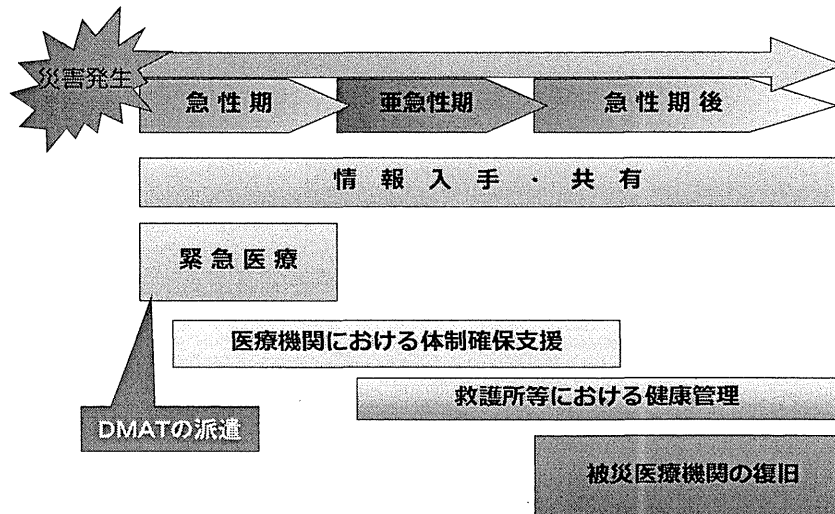 災害発生
急性期
亜急性期
急性期後
情報入手・共有
緊急医療
医療機関における体制確保支援
救護所等における健康管理
DMATの派遣
被災医療機関の復旧